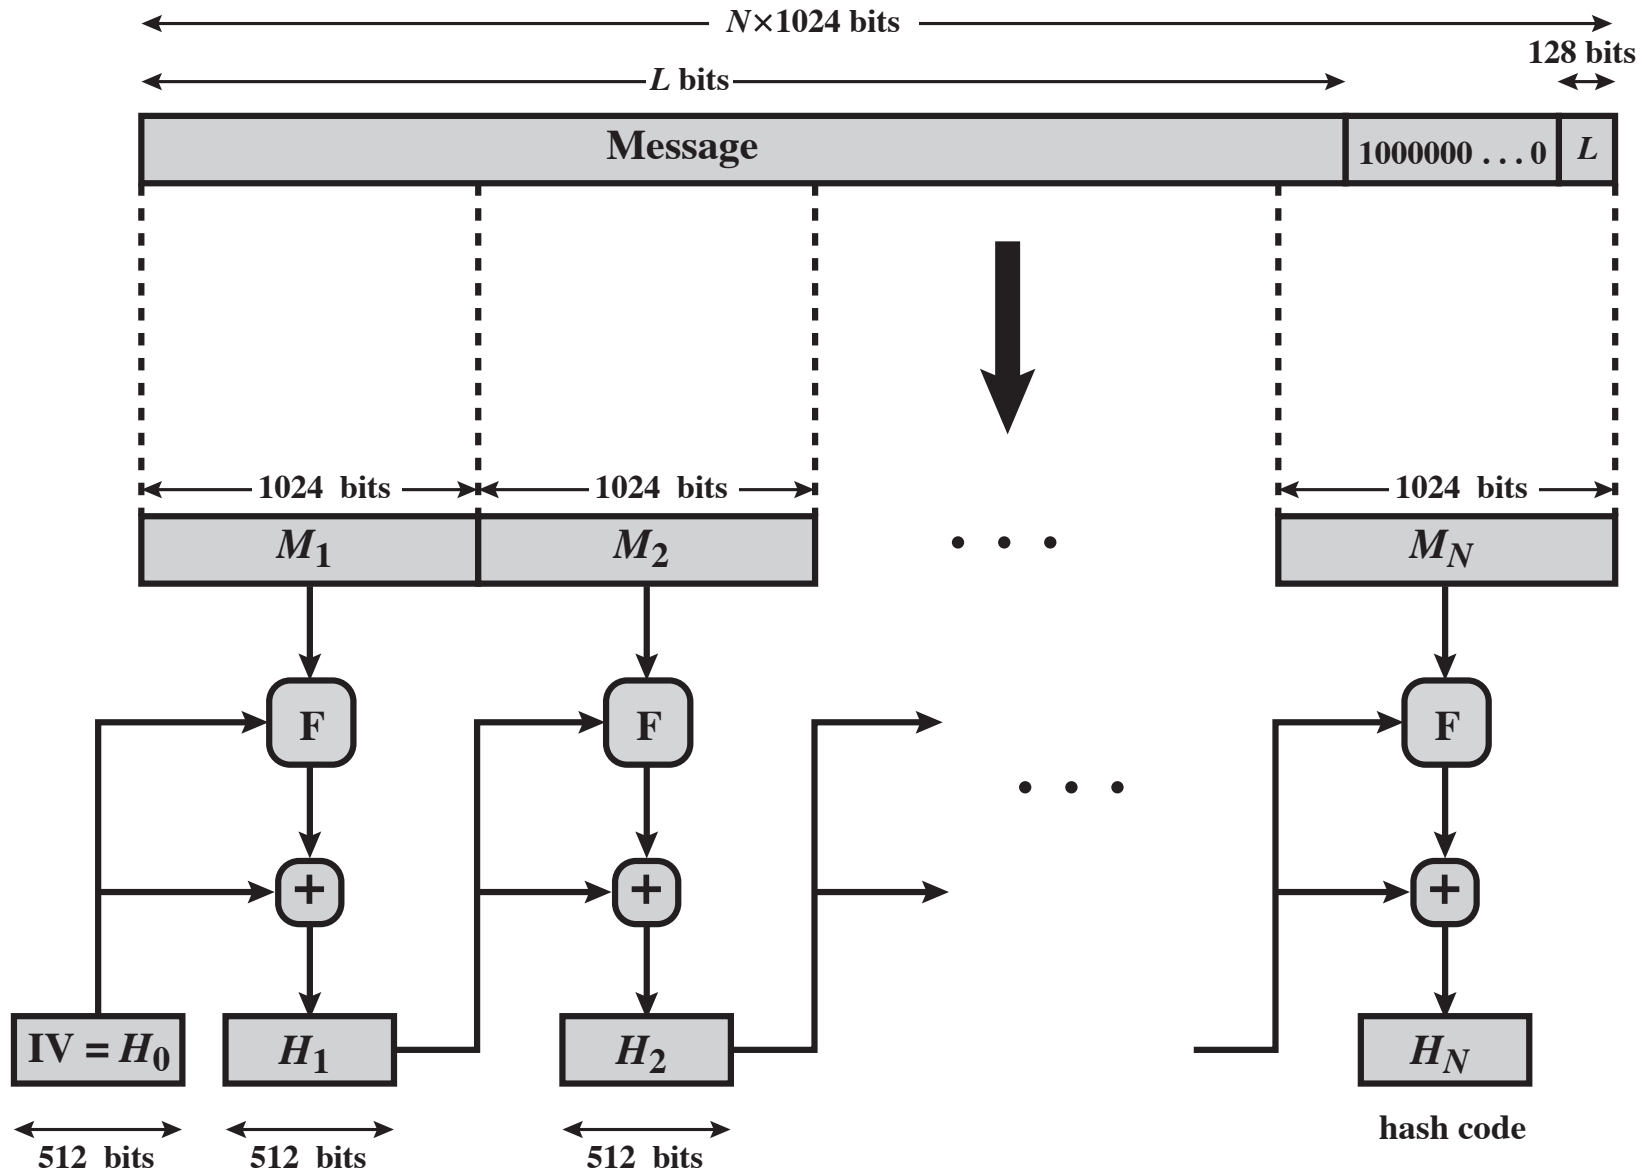 N×1024 bits
128 bits
L bits
Message
1000000 . . . 0
L
1024 bits
1024 bits
1024 bits
M1
M2
• • •
MN
F
F
F
• • •
+
+
+
IV = H0
H1
H2
HN
hash code
512 bits
512 bits
512 bits